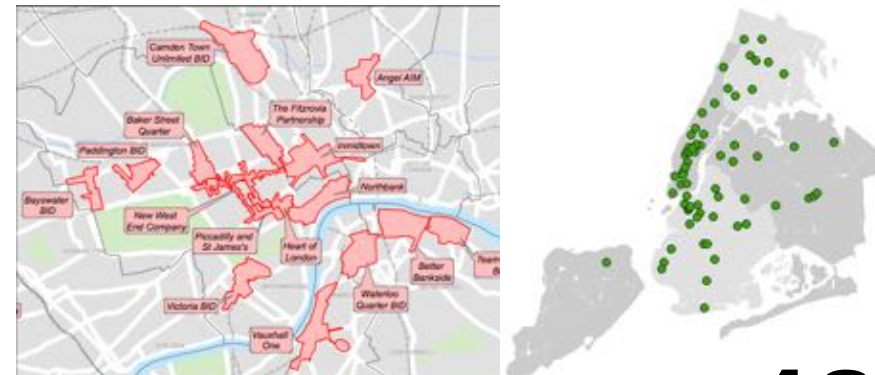 Camden Town
Unlimited BID
Angel AIM
The Fitzrovia
Partnership
Baker Street
Quarter
inmidtown
Paddington BID
Northbank
Bayswater
BID
New West
End Company
Piccadilly and
St James's
Heart of
London
Better
Bankside
Team
Victoria BID
Waterloo
Quarter BID
Vauxhall
One